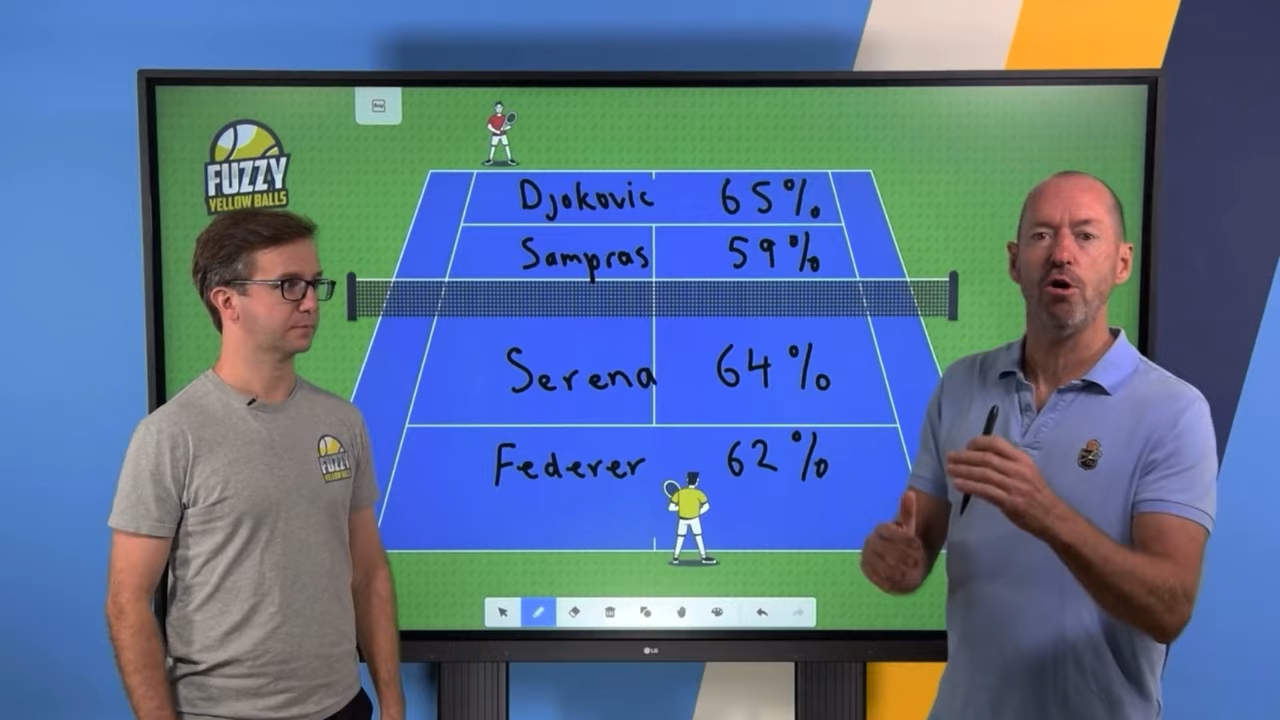 FUZZY
YELLOW BALLS
Djokovic 65%
Sampras 59%
Serena 64%
Federer 62%
FUZZY
YELLOW BALLS
LG